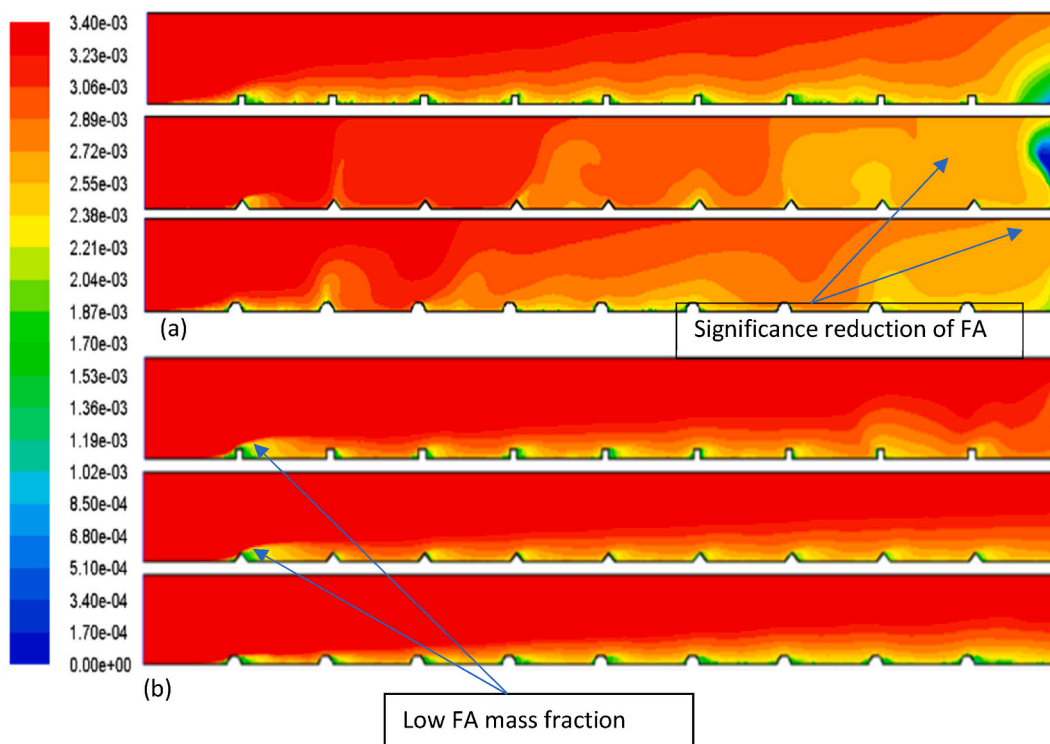 3.40e-03
3.23e-03
3.06e-03
2.89e-03
2.72e-03
2.55e-03
2.38e-03
2.21e-03
2.04e-03
1.87e-03
1.70e-03
1.53e-03
1.36e-03
1.19e-03
1.02e-03
8.50e-04
6.80e-04
5.10e-04
3.40e-04
1.70e-04
0.00e+00
(a)
Significance reduction of FA
(b)
Low FA mass fraction